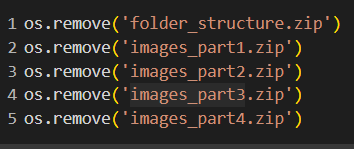 1 os.remove('folder_structure.zip')
2 os.remove('images_part1.zip')
3 os.remove('images_part2.zip')
4 os.remove('images_part3.zip')
5 os.remove('images_part4.zip')